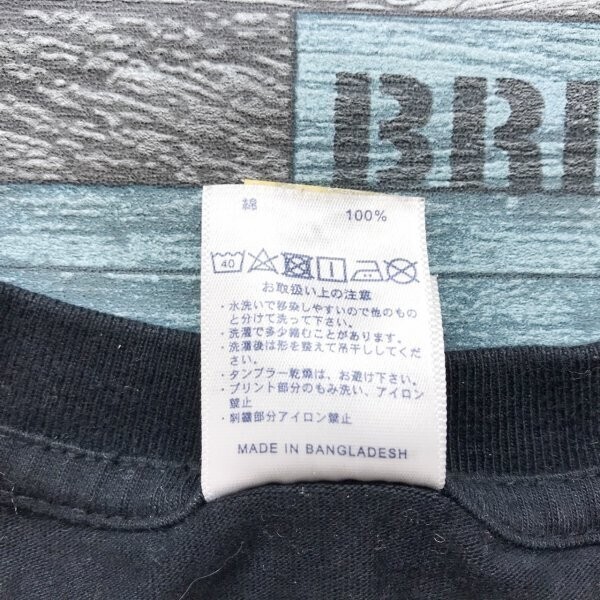 BRE
綿 100%
40
お取扱い上の注意
・水洗いで移染しやすいので他のもの
と分けて洗って下さい。
・洗濯で多少縮むことがあります。
・洗濯後は形を整えて吊干ししてくだ
さい。
・タンブラー乾燥は、お避け下さい。
・プリント部分のもみ洗い、アイロン
禁止
・刺繍部分アイロン禁止
MADE IN BANGLADESH